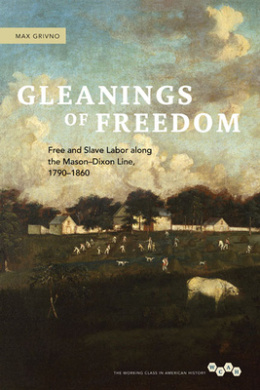 MAX GRIVNO
GLEANINGS
OF FREEDOM
Free and Slave Labor along
the Mason–Dixon Line,
1790–1860
THE WORKING CLASS IN AMERICAN HISTORY
WCAH